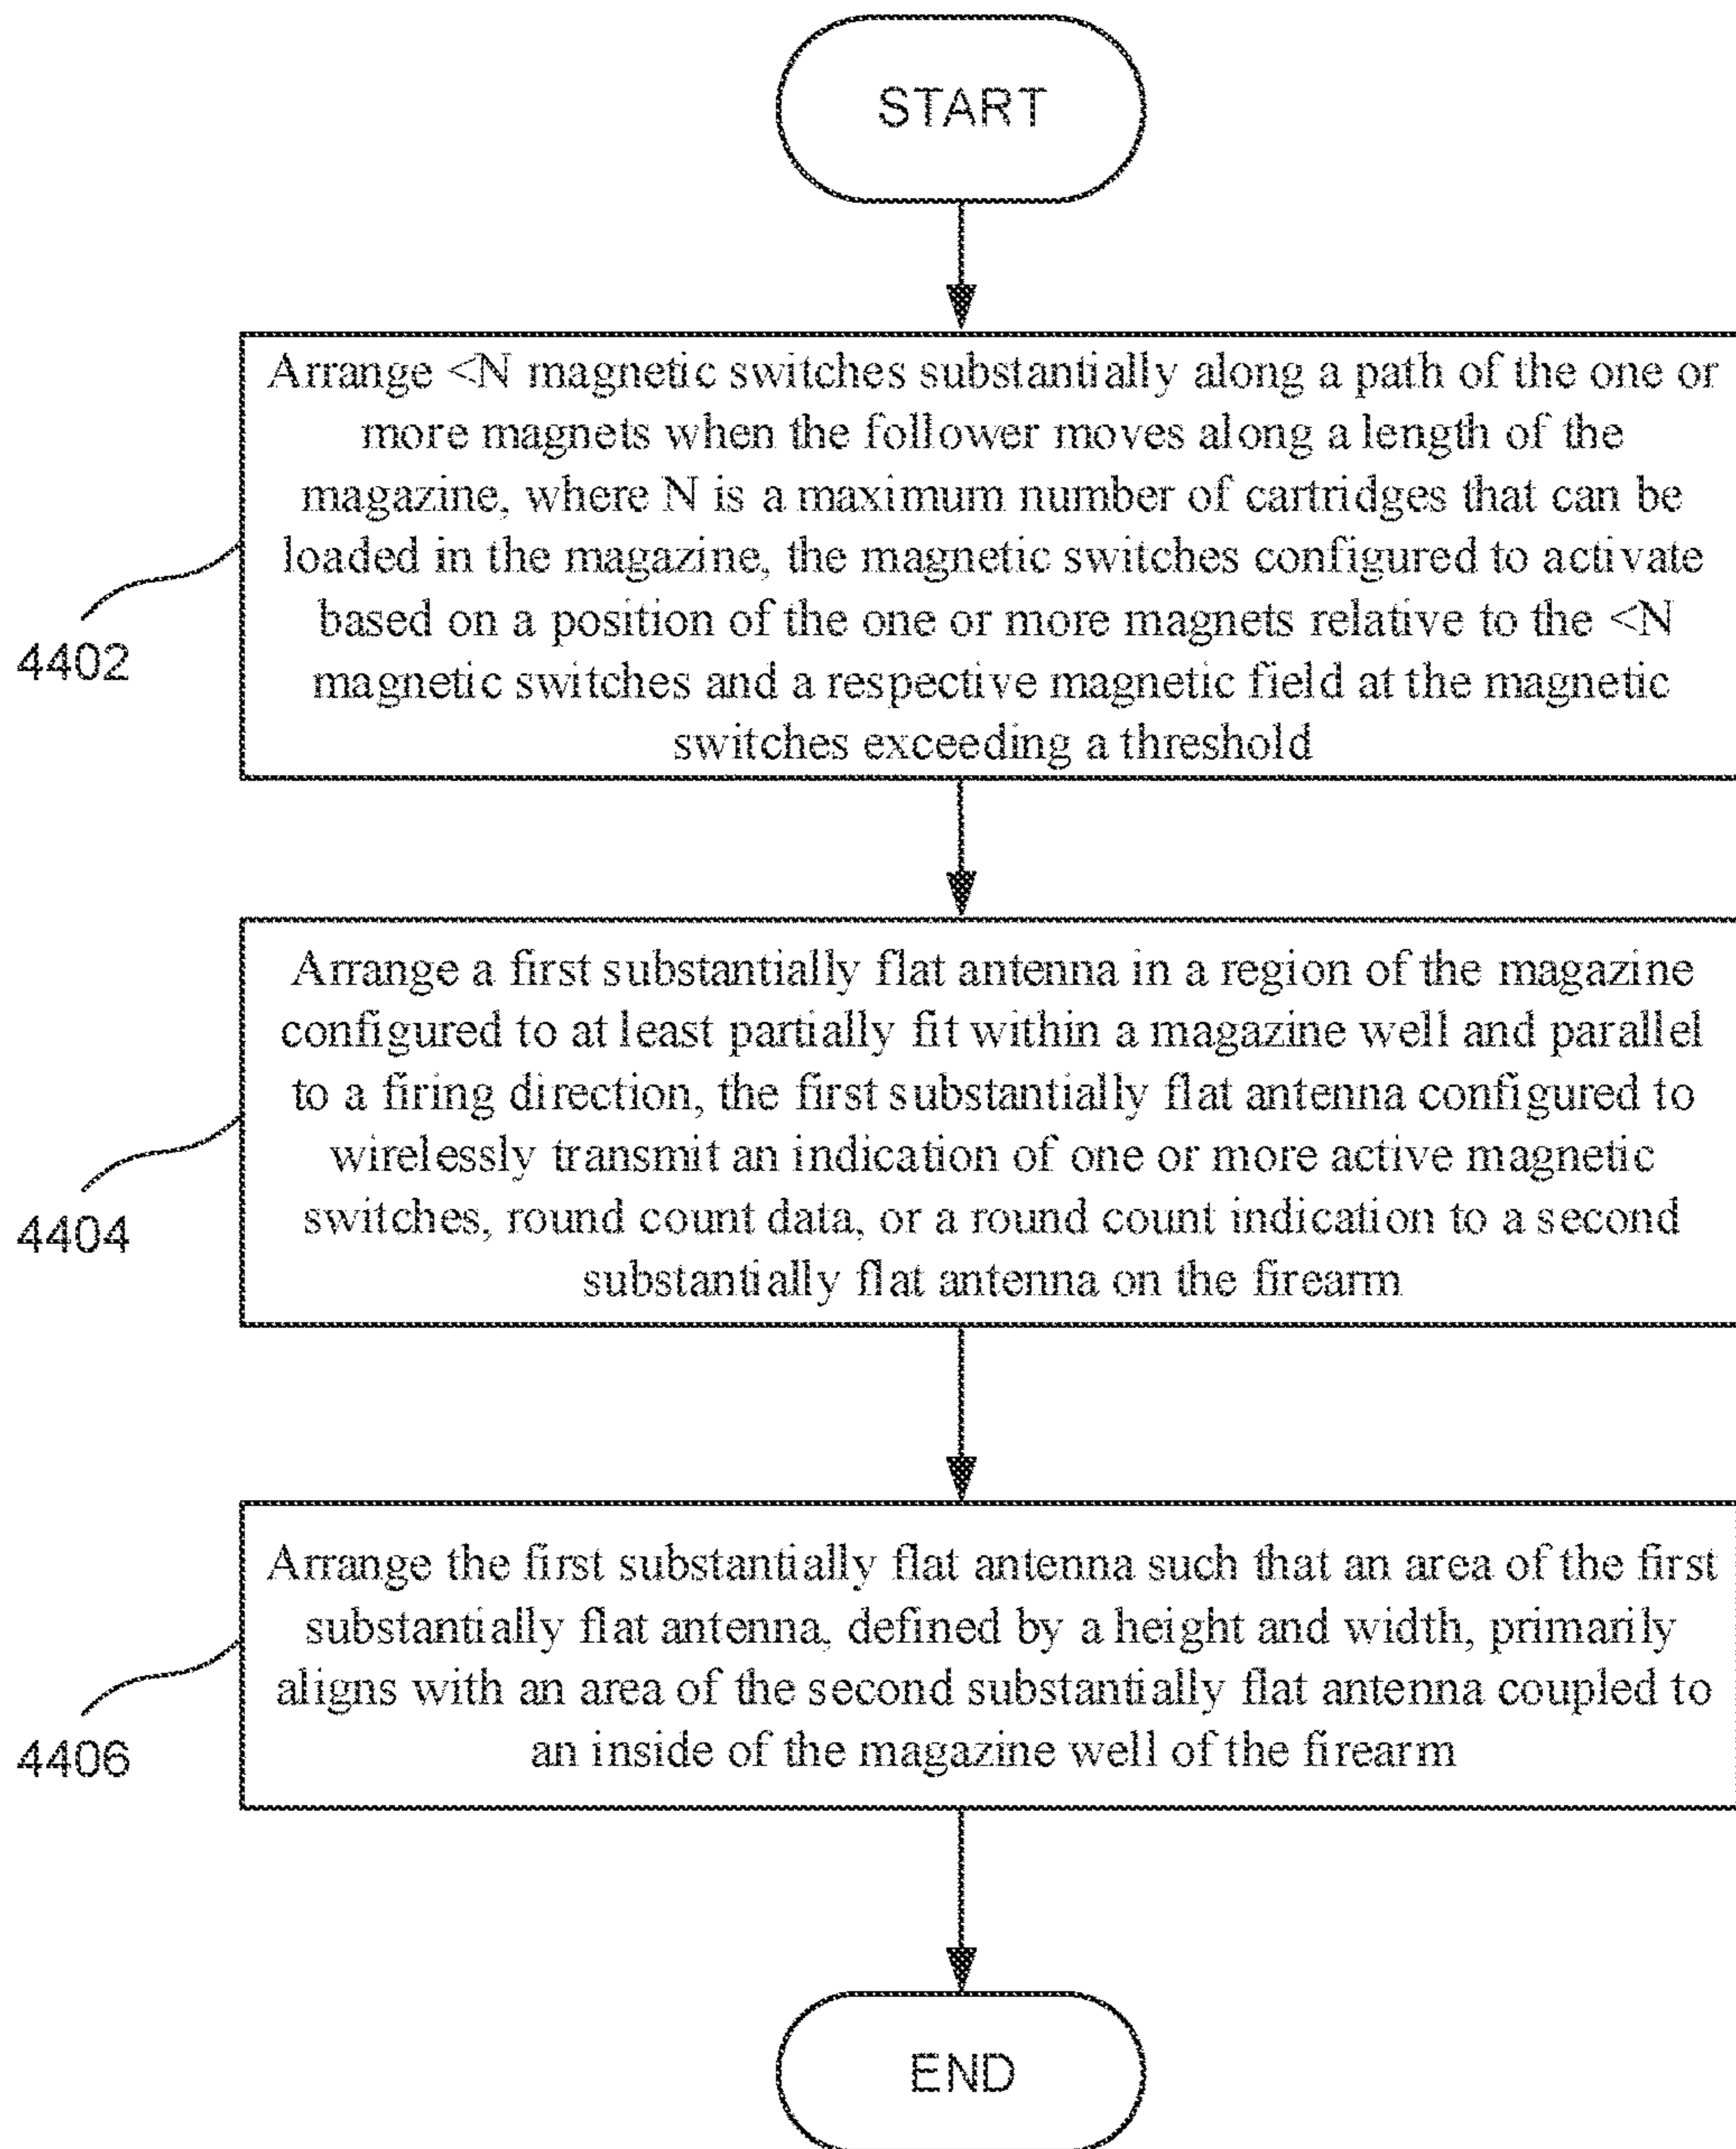 START
Arrange <N magnetic switches substantially along a path of the one or
more magnets when the follower moves along a length of the
magazine, where N is a maximum number of cartridges that can be
loaded in the magazine, the magnetic switches configured to activate
based on a position of the one or more magnets relative to the <N
magnetic switches and a respective magnetic field at the magnetic
switches exceeding a threshold
4402
Arrange a first substantially flat antenna in a region of the magazine
configured to at least partially fit within a magazine well and parallel
to a firing direction, the first substantially flat antenna configured to
wirelessly transmit an indication of one or more active magnetic
switches, round count data, or a round count indication to a second
substantially flat antenna on the firearm
4404
Arrange the first substantially flat antenna such that an area of the first
substantially flat antenna, defined by a height and width, primarily
aligns with an area of the second substantially flat antenna coupled to
an inside of the magazine well of the firearm
4406
END